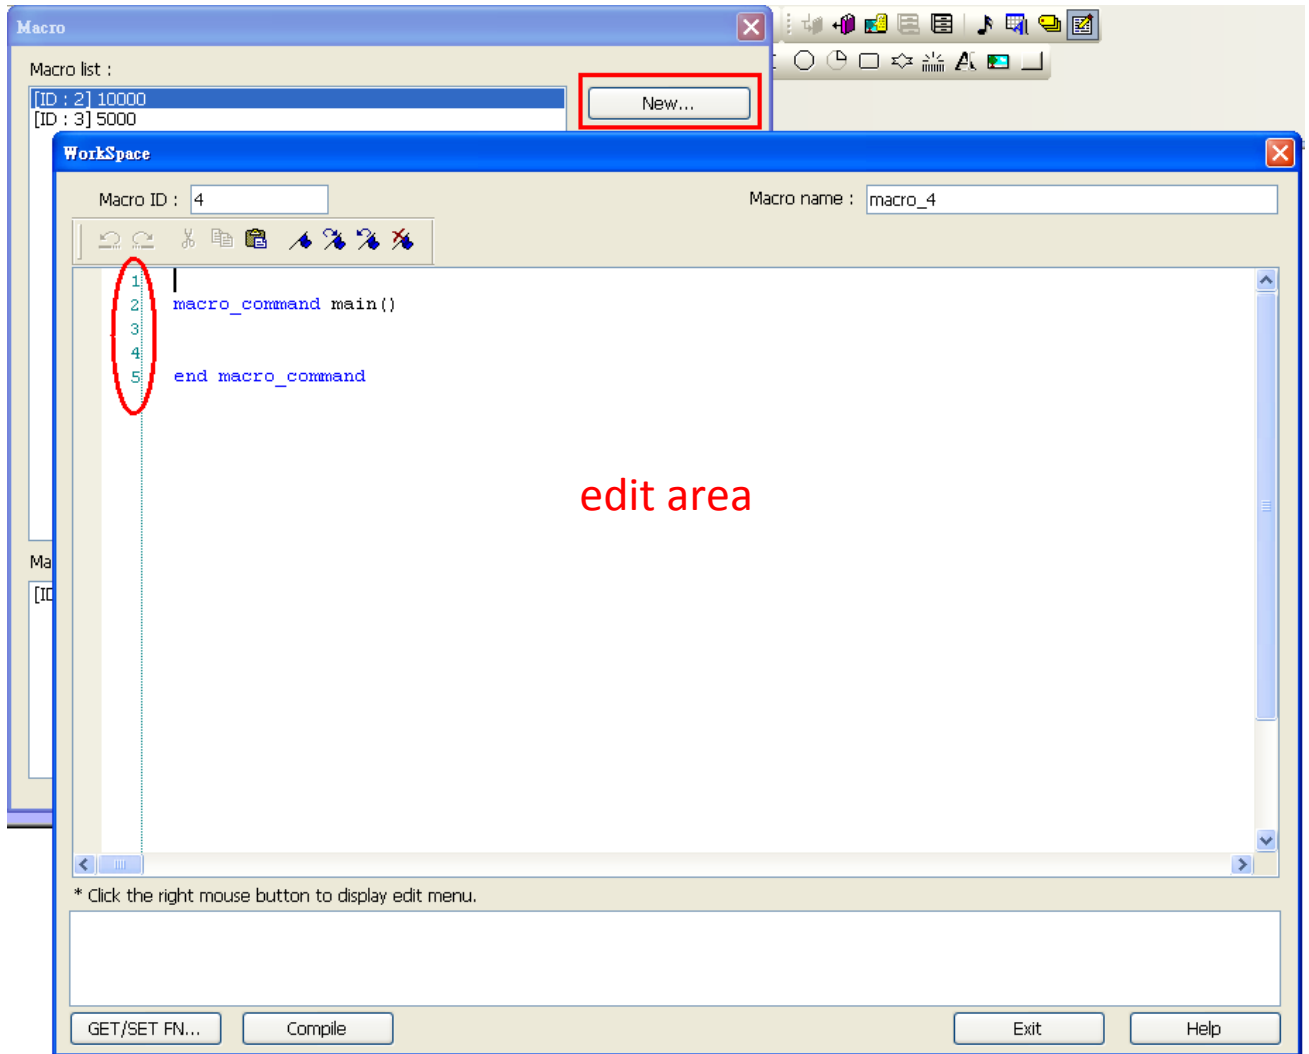 Macro
Macro list :
[ID : 2] 10000
[ID : 3] 5000
New...
WorkSpace
Macro ID : 4
Macro name : macro_4
1
2 macro_command main()
3
4
5 end macro_command
edit area
Ma
[ID
* Click the right mouse button to display edit menu.
GET/SET FN...
Compile
Exit
Help